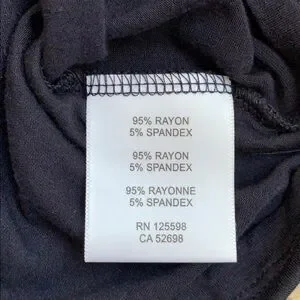 95% RAYON
5% SPANDEX
95% RAYON
5% SPANDEX
95% RAYONNE
5% SPANDEX
RN 125598
CA 52698